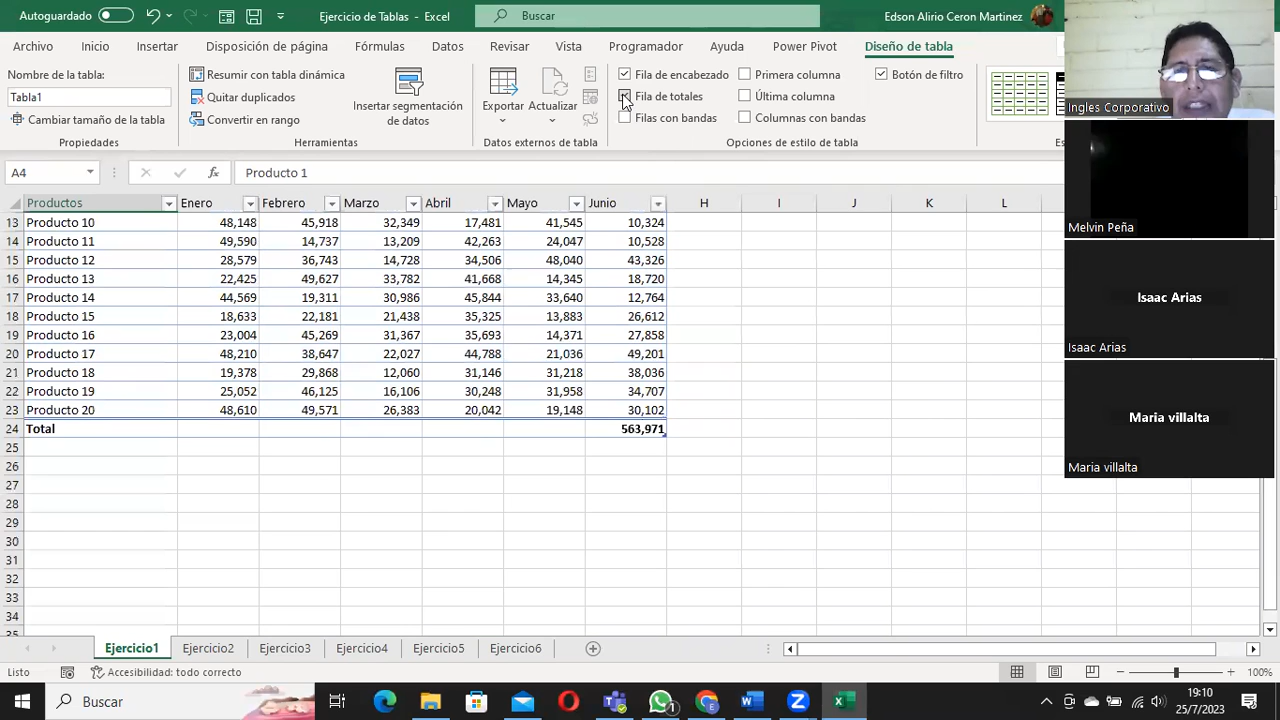 Autoguardado
Ejercicio de Tablas - Excel
Buscar
Edson Alirio Ceron Martinez
Archivo Inicio Insertar Disposición de página Fórmulas Datos Revisar Vista Programador Ayuda Power Pivot Diseño de tabla
Nombre de la tabla:
Tabla1
Cambiar tamaño de la tabla
Propiedades
Resumir con tabla dinámica
Quitar duplicados
Convertir en rango
Insertar segmentación
de datos
Herramientas
Exportar Actualizar
Datos externos de tabla
Fila de encabezado Primera columna Botón de filtro
Fila de totales Última columna
Filas con bandas Columnas con bandas
Opciones de estilo de tabla
Es
A4 fx Producto 1
Productos Enero Febrero Marzo Abril Mayo Junio H I J K L
13 Producto 10 48,148 45,918 32,349 17,481 41,545 10,324
14 Producto 11 49,590 14,737 13,209 42,263 24,047 10,528
15 Producto 12 28,579 36,743 14,728 34,506 48,040 43,326
16 Producto 13 22,425 49,627 33,782 41,668 14,345 18,720
17 Producto 14 44,569 19,311 30,986 45,844 33,640 12,764
18 Producto 15 18,633 22,181 21,438 35,325 13,883 26,612
19 Producto 16 23,004 45,269 31,367 35,693 14,371 27,858
20 Producto 17 48,210 38,647 22,027 44,788 21,036 49,201
21 Producto 18 19,378 29,868 12,060 31,146 31,218 38,036
22 Producto 19 25,052 46,125 16,106 30,248 31,958 34,707
23 Producto 20 48,610 49,571 26,383 20,042 19,148 30,102
24 Total 563,971
25
26
27
28
29
30
31
32
33
34
Ejercicio1 Ejercicio2 Ejercicio3 Ejercicio4 Ejercicio5 Ejercicio6
Listo Accesibilidad: todo correcto 100%
Buscar
19:10
25/7/2023
Ingles Corporativo
Melvin Peña
Isaac Arias
Isaac Arias
Maria villalta
Maria villalta